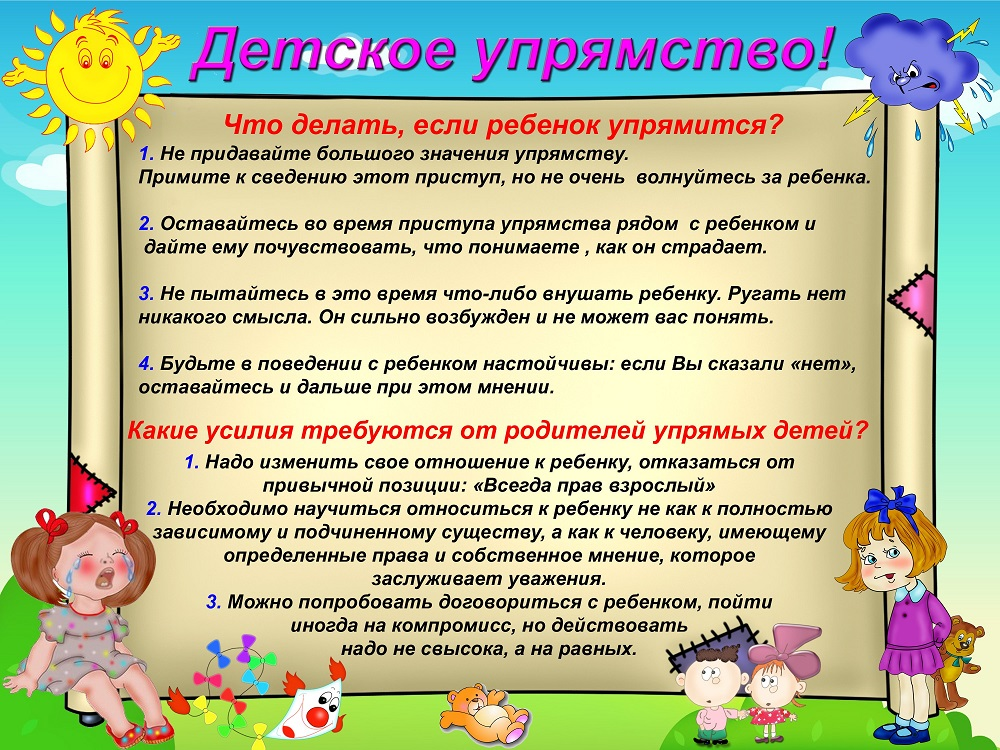 Детское упрямство!
Что делать, если ребенок упрямится?
1. Не придавайте большого значения упрямству.
Примите к сведению этот приступ, но не очень волнуйтесь за ребенка.
2. Оставайтесь во время приступа упрямства рядом с ребенком и
дайте ему почувствовать, что понимаете , как он страдает.
3. Не пытайтесь в это время что-либо внушать ребенку. Ругать нет
никакого смысла. Он сильно возбужден и не может вас понять.
4. Будьте в поведении с ребенком настойчивы: если Вы сказали «нет»,
оставайтесь и дальше при этом мнении.
Какие усилия требуются от родителей упрямых детей?
1. Надо изменить свое отношение к ребенку, отказаться от
привычной позиции: «Всегда прав взрослый»
2. Необходимо научиться относиться к ребенку не как к полностью
зависимому и подчиненному существу, а как к человеку, имеющему
определенные права и собственное мнение, которое
заслуживает уважения.
3. Можно попробовать договориться с ребенком, пойти
иногда на компромисс, но действовать
надо не свысока, а на равных.